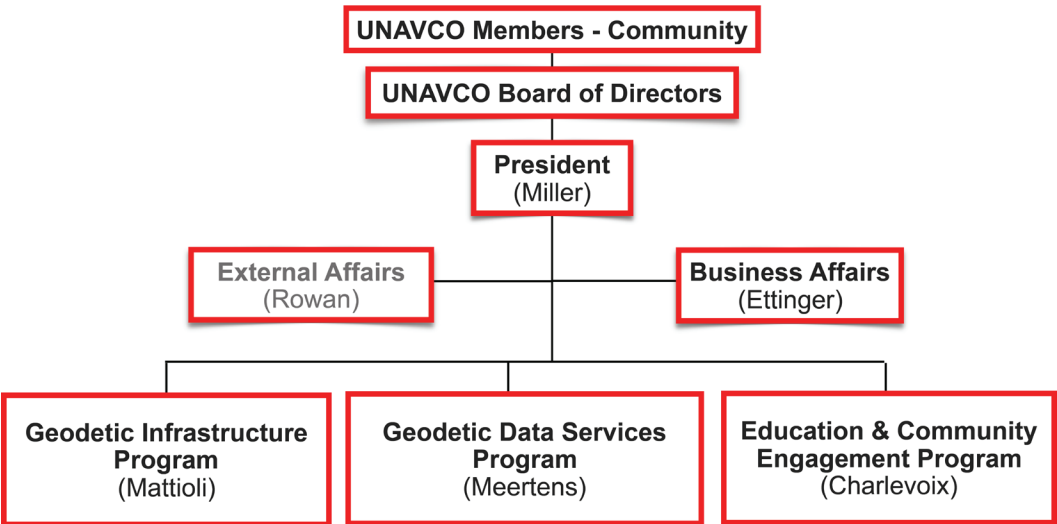 UNAVCO Members - Community
UNAVCO Board of Directors
President
(Miller)
External Affairs
(Rowan)
Business Affairs
(Ettinger)
Geodetic Infrastructure
Program
(Mattioli)
Geodetic Data Services
Program
(Meertens)
Education & Community
Engagement Program
(Charlevoix)